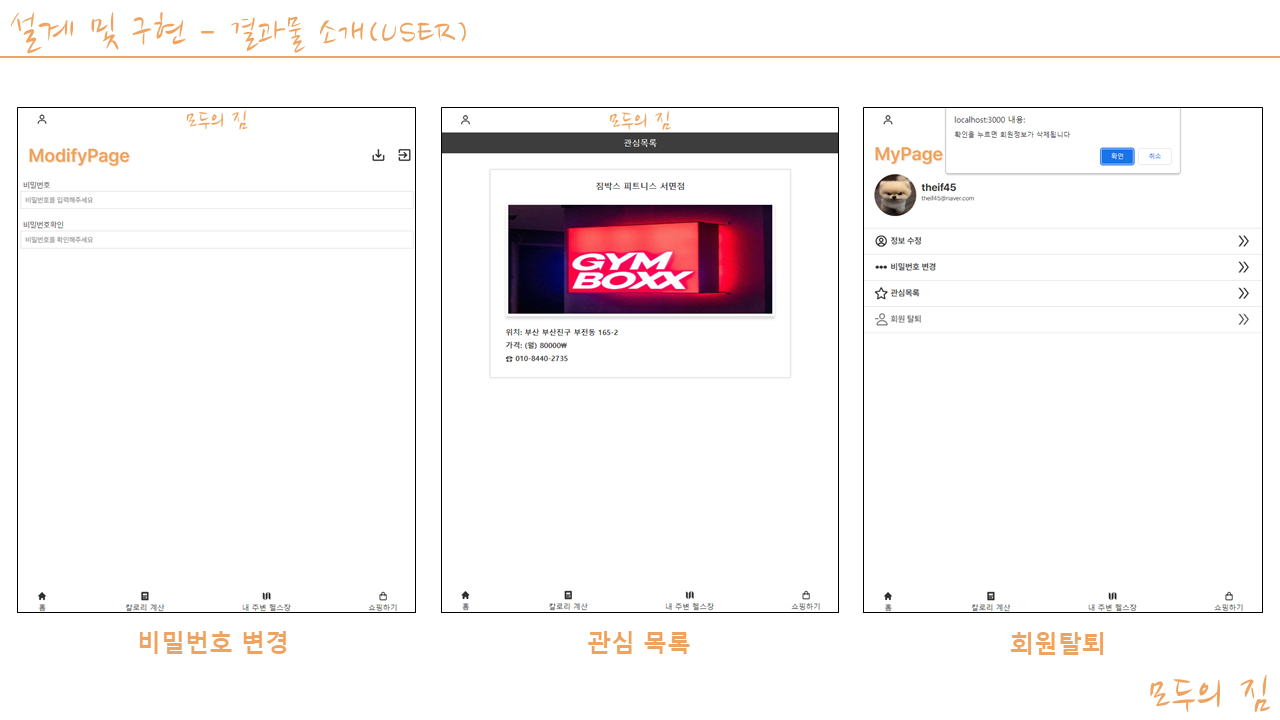 설계 및 구현 - 결과물 소개(USER)
모두의 짐
ModifyPage
비밀번호
비밀번호를 입력해주세요
비밀번호확인
비밀번호를 확인해주세요
홈
칼로리 계산
내 주변 헬스장
쇼핑하기
비밀번호 변경
모두의 짐
관심목록
짐박스 피트니스 서면점
GYM
BOXX
위치: 부산 부산진구 부전동 165-2
가격: (월) 80000₩
☎ 010-8440-2735
홈
칼로리 계산
내 주변 헬스장
쇼핑하기
관심 목록
localhost:3000 내용:
확인을 누르면 회원정보가 삭제됩니다
확인
취소
MyPage
theif45
theif45@naver.com
정보 수정
비밀번호 변경
관심목록
회원 탈퇴
홈
칼로리 계산
내 주변 헬스장
쇼핑하기
회원탈퇴
모두의 짐